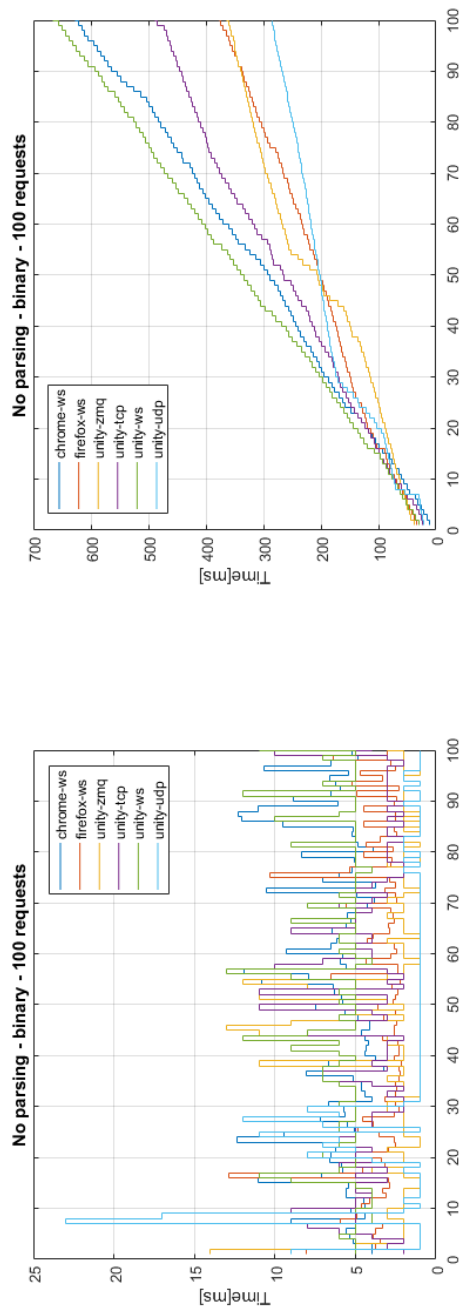 No parsing - binary - 100 requests
Time[ms]
25
20
15
10
5
0
0
10
20
30
40
50
60
70
80
90
100
chrome-ws
firefox-ws
unity-zmq
unity-tcp
unity-ws
unity-udp
No parsing - binary - 100 requests
Time[ms]
700
600
500
400
300
200
100
0
0
10
20
30
40
50
60
70
80
90
100
chrome-ws
firefox-ws
unity-zmq
unity-tcp
unity-ws
unity-udp